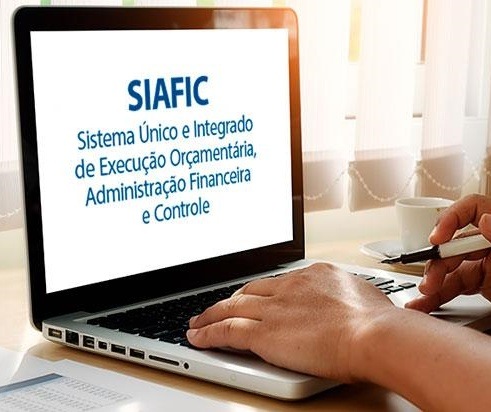 SIAFIC
Sistema Único e Integrado
de Execução Orçamentária,
Administração Financeira
e Controle